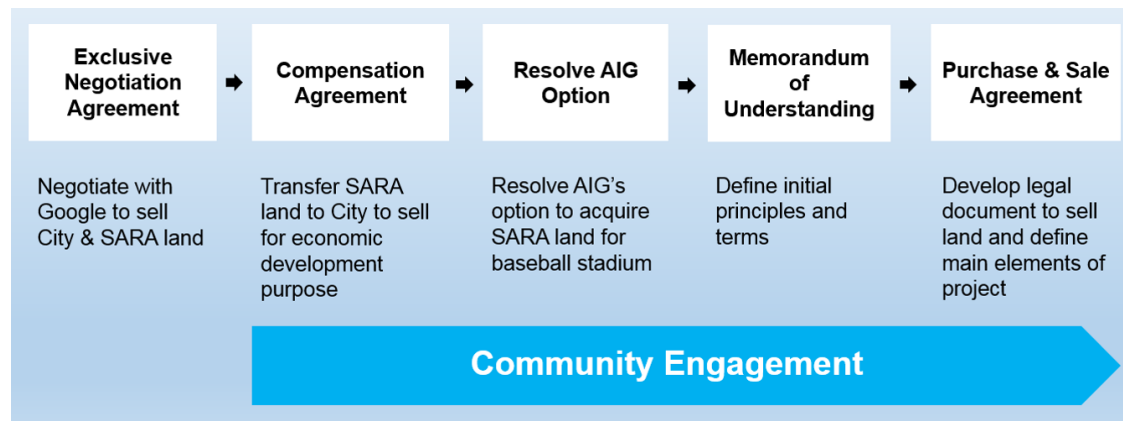 Exclusive
Negotiation
Agreement
Compensation
Agreement
Resolve AIG
Option
Memorandum
of
Understanding
Purchase & Sale
Agreement
Negotiate with
Google to sell
City & SARA land
Transfer SARA
land to City to sell
for economic
development
purpose
Resolve AIG’s
option to acquire
SARA land for
baseball stadium
Define initial
principles and
terms
Develop legal
document to sell
land and define
main elements of
project
Community Engagement